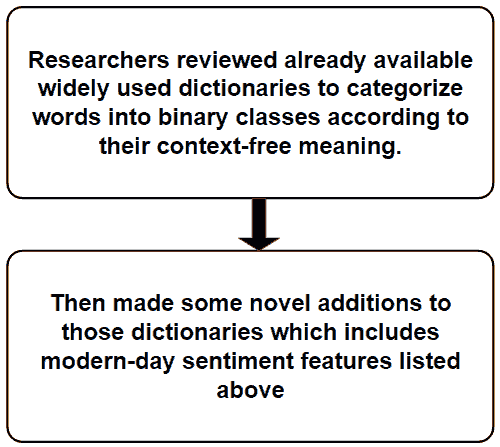 Researchers reviewed already available
widely used dictionaries to categorize
words into binary classes according to
their context-free meaning.
Then made some novel additions to
those dictionaries which includes
modern-day sentiment features listed
above